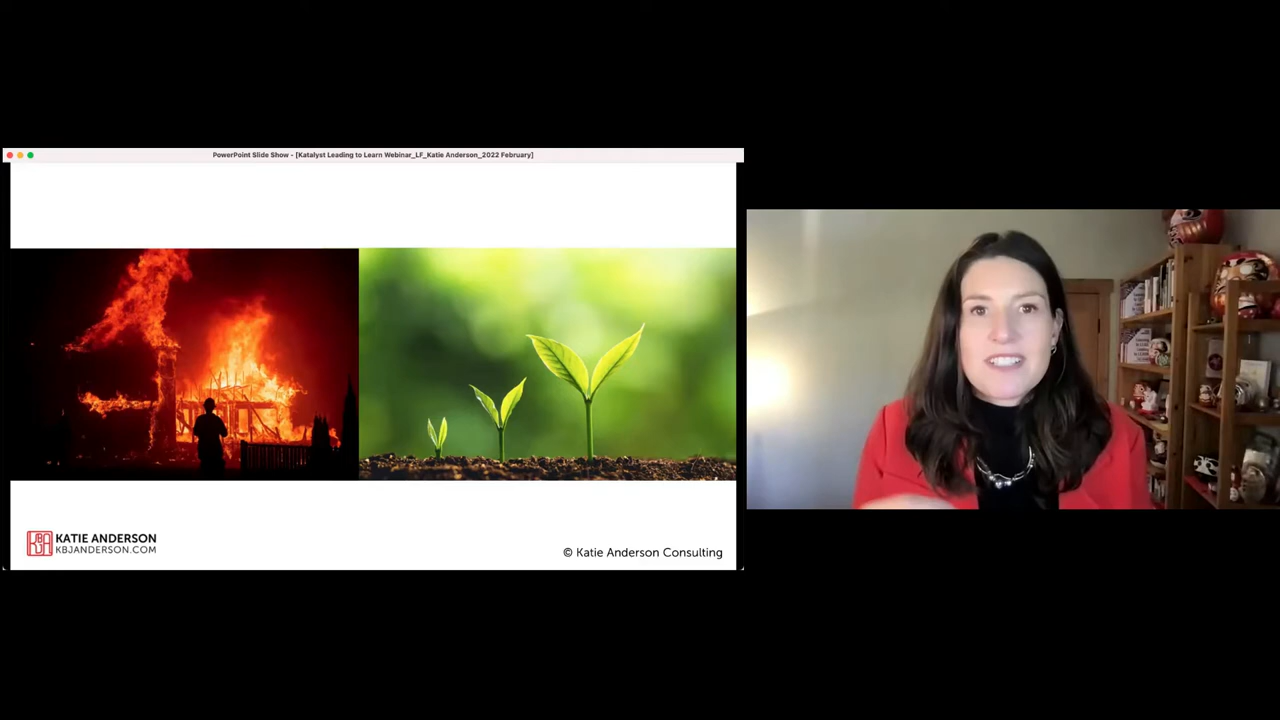 PowerPoint Slide Show - [Katalyst Leading to Learn Webinar_LF_Katie Anderson_2022 February]
KATIE ANDERSON
KBJANDERSON.COM
© Katie Anderson Consulting